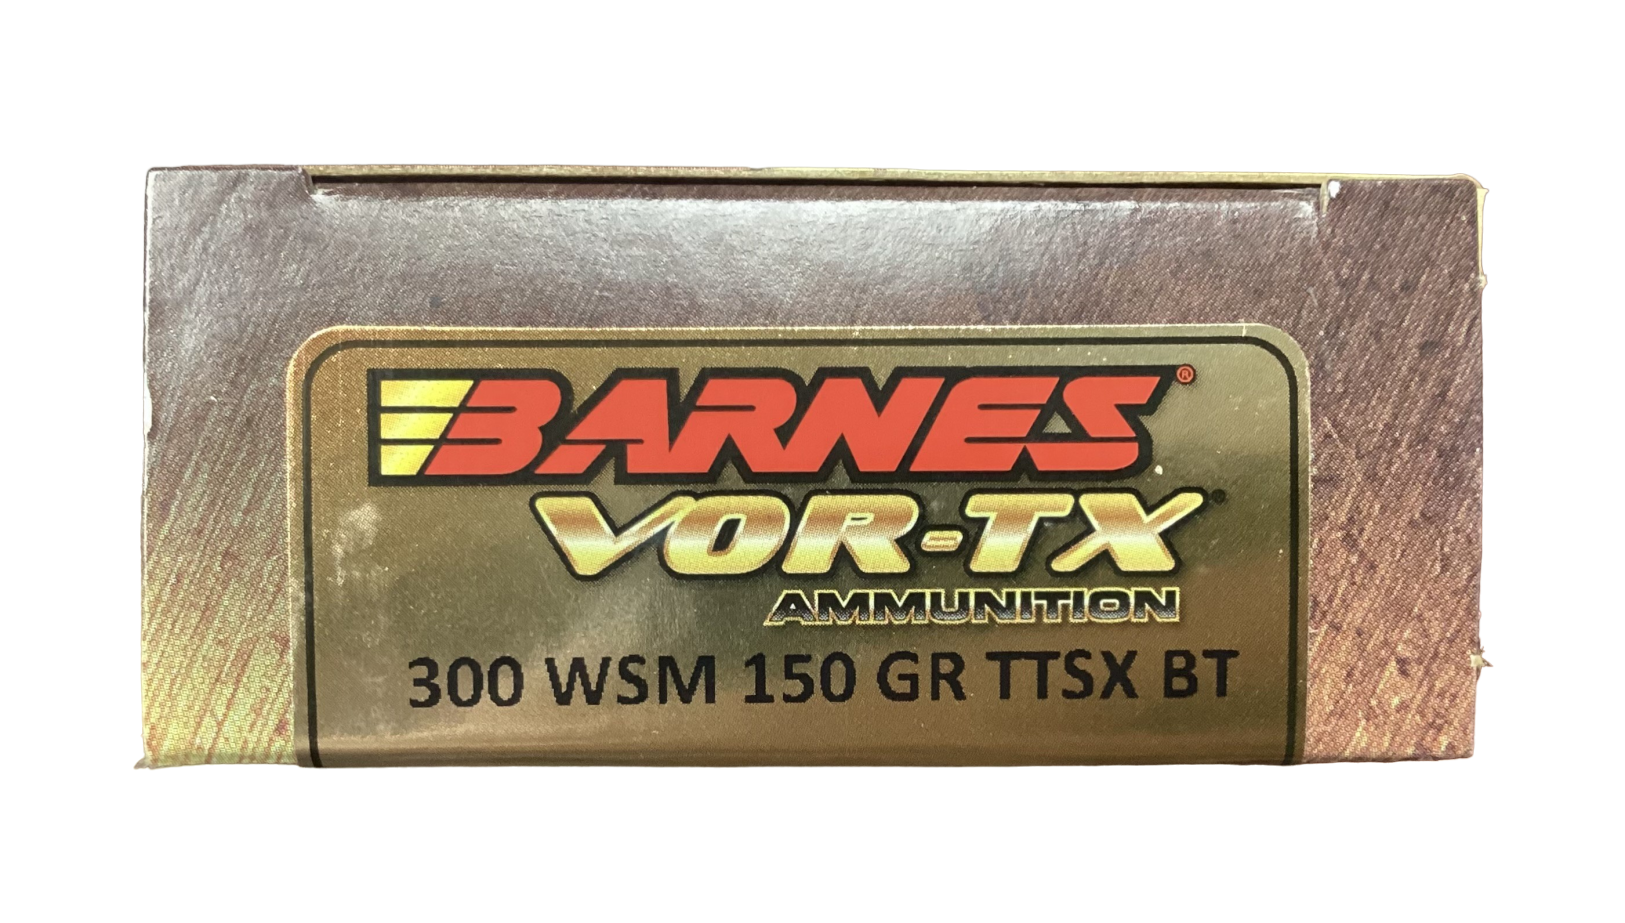 BARNES®
VOR-TX®
AMMUNITION
300 WSM 150 GR TTSX BT